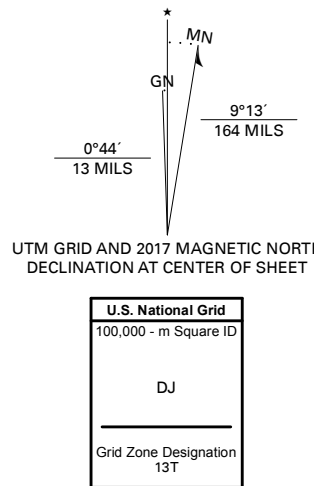 ★
MN
GN
9°13´
164 MILS
0°44´
13 MILS
UTM GRID AND 2017 MAGNETIC NORTH
DECLINATION AT CENTER OF SHEET
U.S. National Grid
100,000 - m Square ID
DJ
Grid Zone Designation
13T